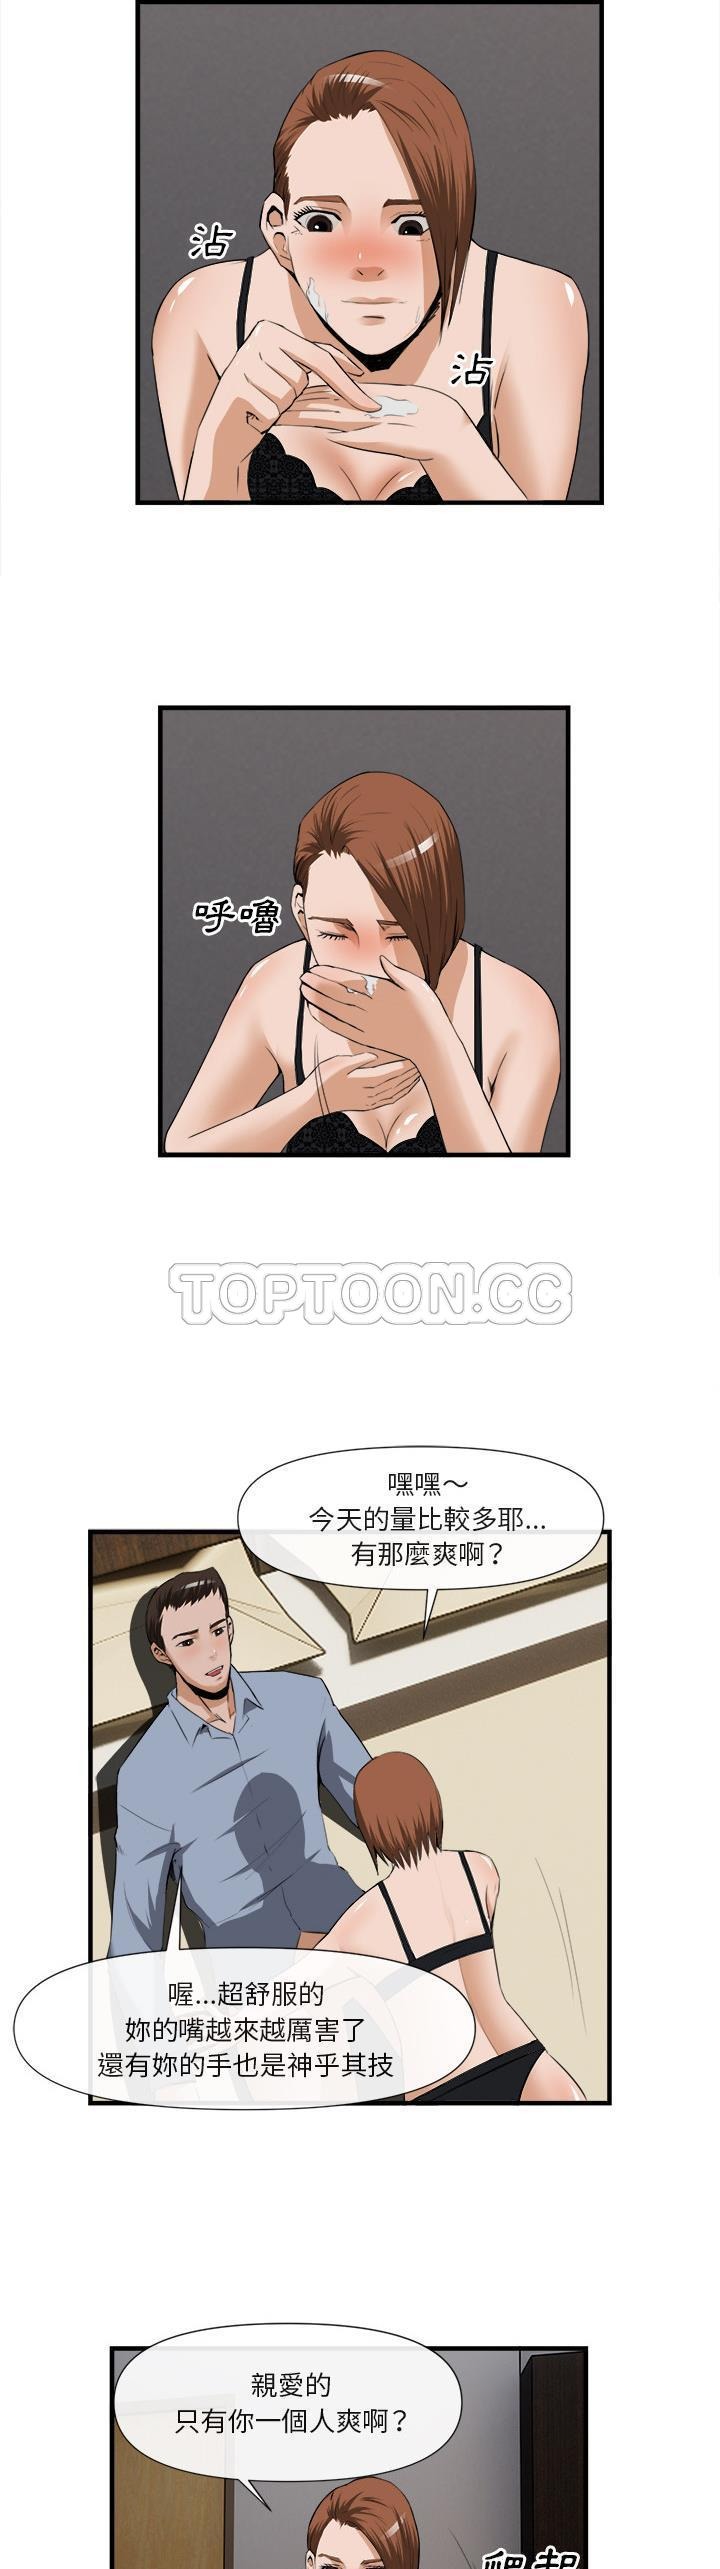 沾
沾
呼嚕
TOPTOON.CC
嘿嘿～
今天的量比較多耶...
有那麼爽啊？
喔...超舒服的
妳的嘴越來越厲害了
還有妳的手也是神乎其技
親愛的
只有你一個人爽啊？
爬起